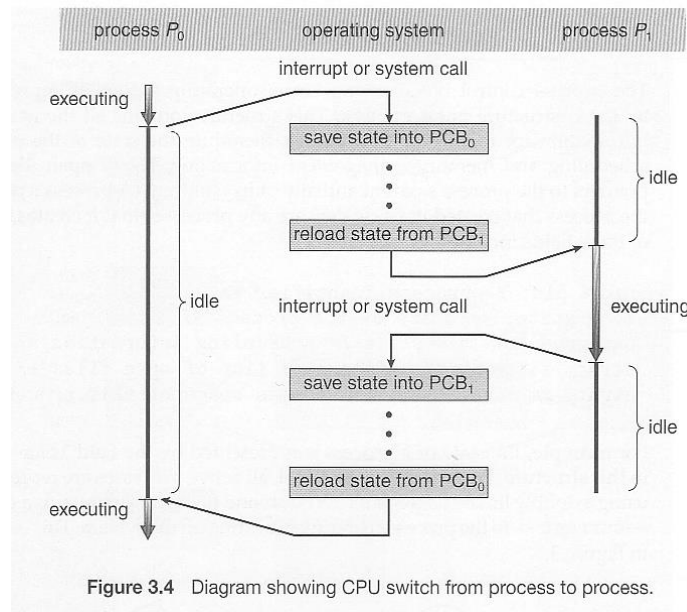 process P0 operating system process P1
interrupt or system call
executing
save state into PCB0
idle
reload state from PCB1
idle
interrupt or system call
executing
save state into PCB1
idle
reload state from PCB0
executing
Figure 3.4 Diagram showing CPU switch from process to process.